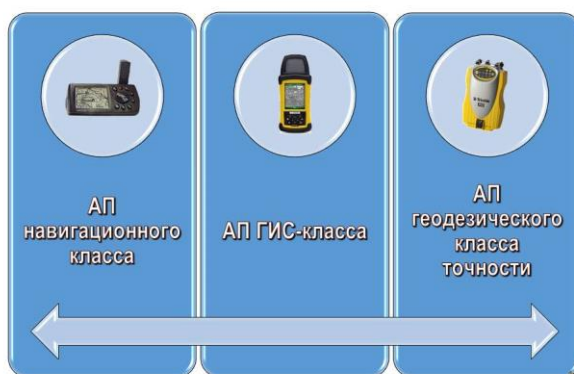 АП
навигационного
класса
АП ГИС-класса
АП
геодезического
класса
точности